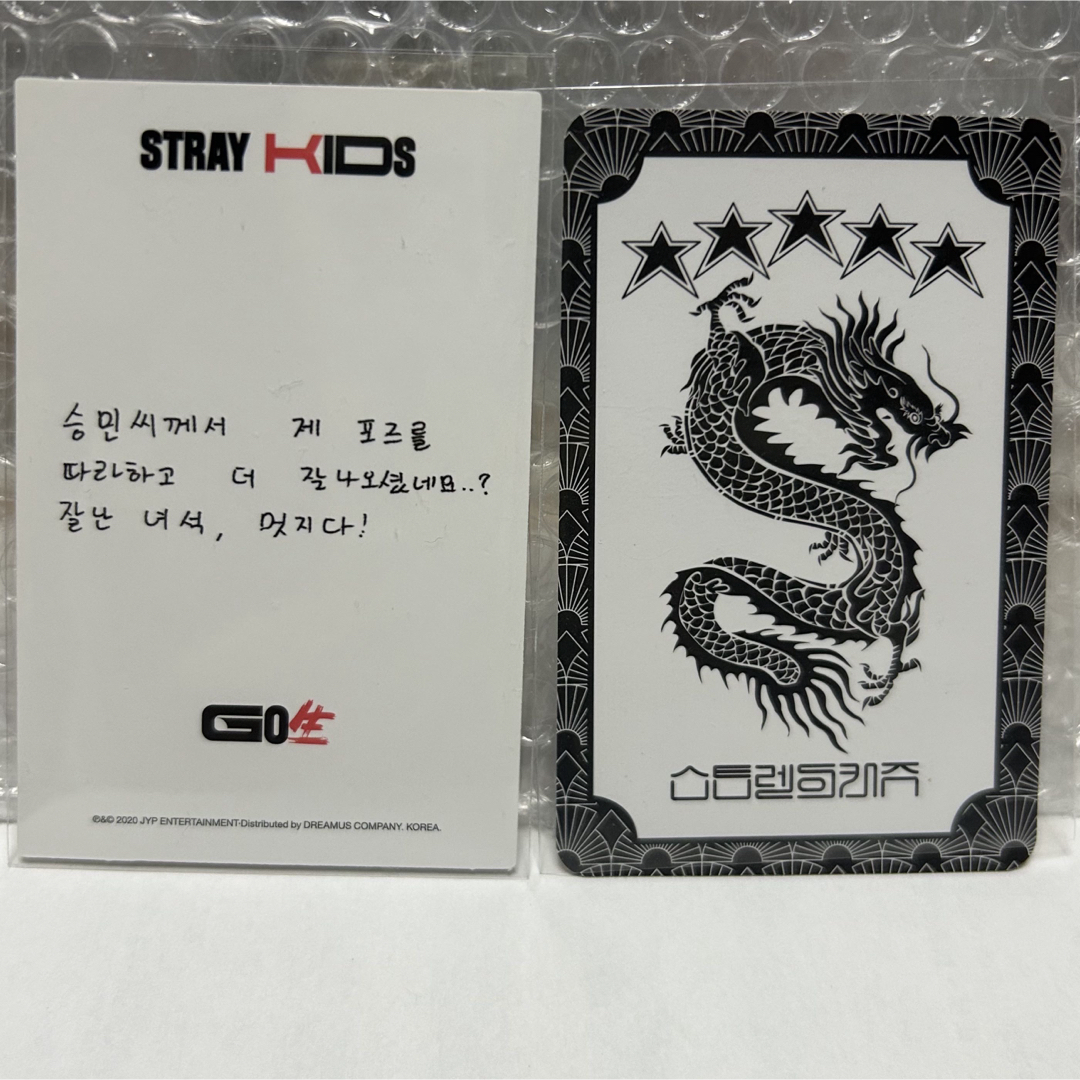 STRAY KIDS
승민씨께서 제 포즈를
따라하고 더 잘나오셨네요..?
잘난 녀석, 멋지다!
GO生
℗&© 2020 JYP ENTERTAINMENT·Distributed by DREAMUS COMPANY. KOREA.
스트레이키즈